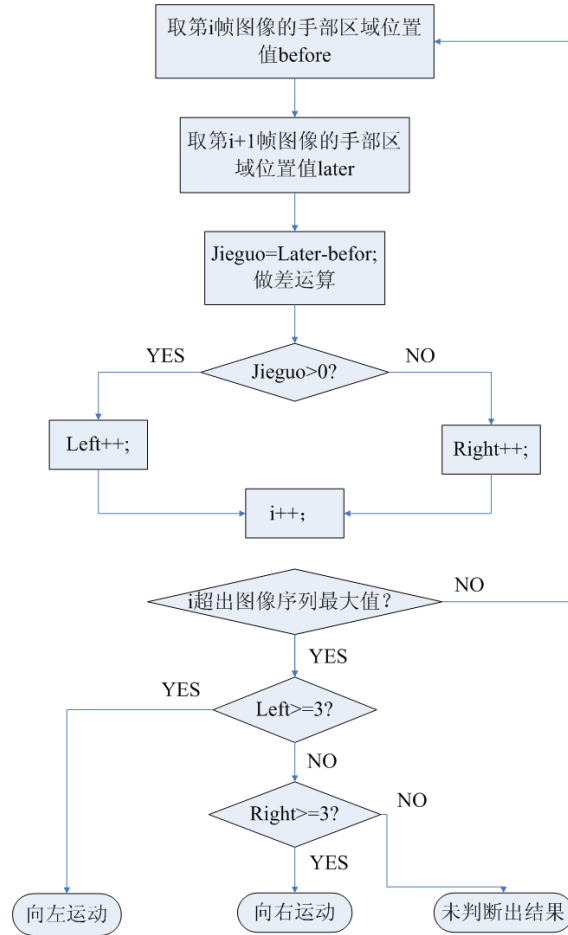 取第i帧图像的手部区域位置
值before
取第i+1帧图像的手部区
域位置值later
Jieguo=Later-befor;
做差运算
YES
NO
Jieguo>0?
Left++;
Right++;
i++；
i超出图像序列最大值？
NO
YES
YES
Left>=3?
NO
Right>=3?
NO
YES
向左运动
向右运动
未判断出结果